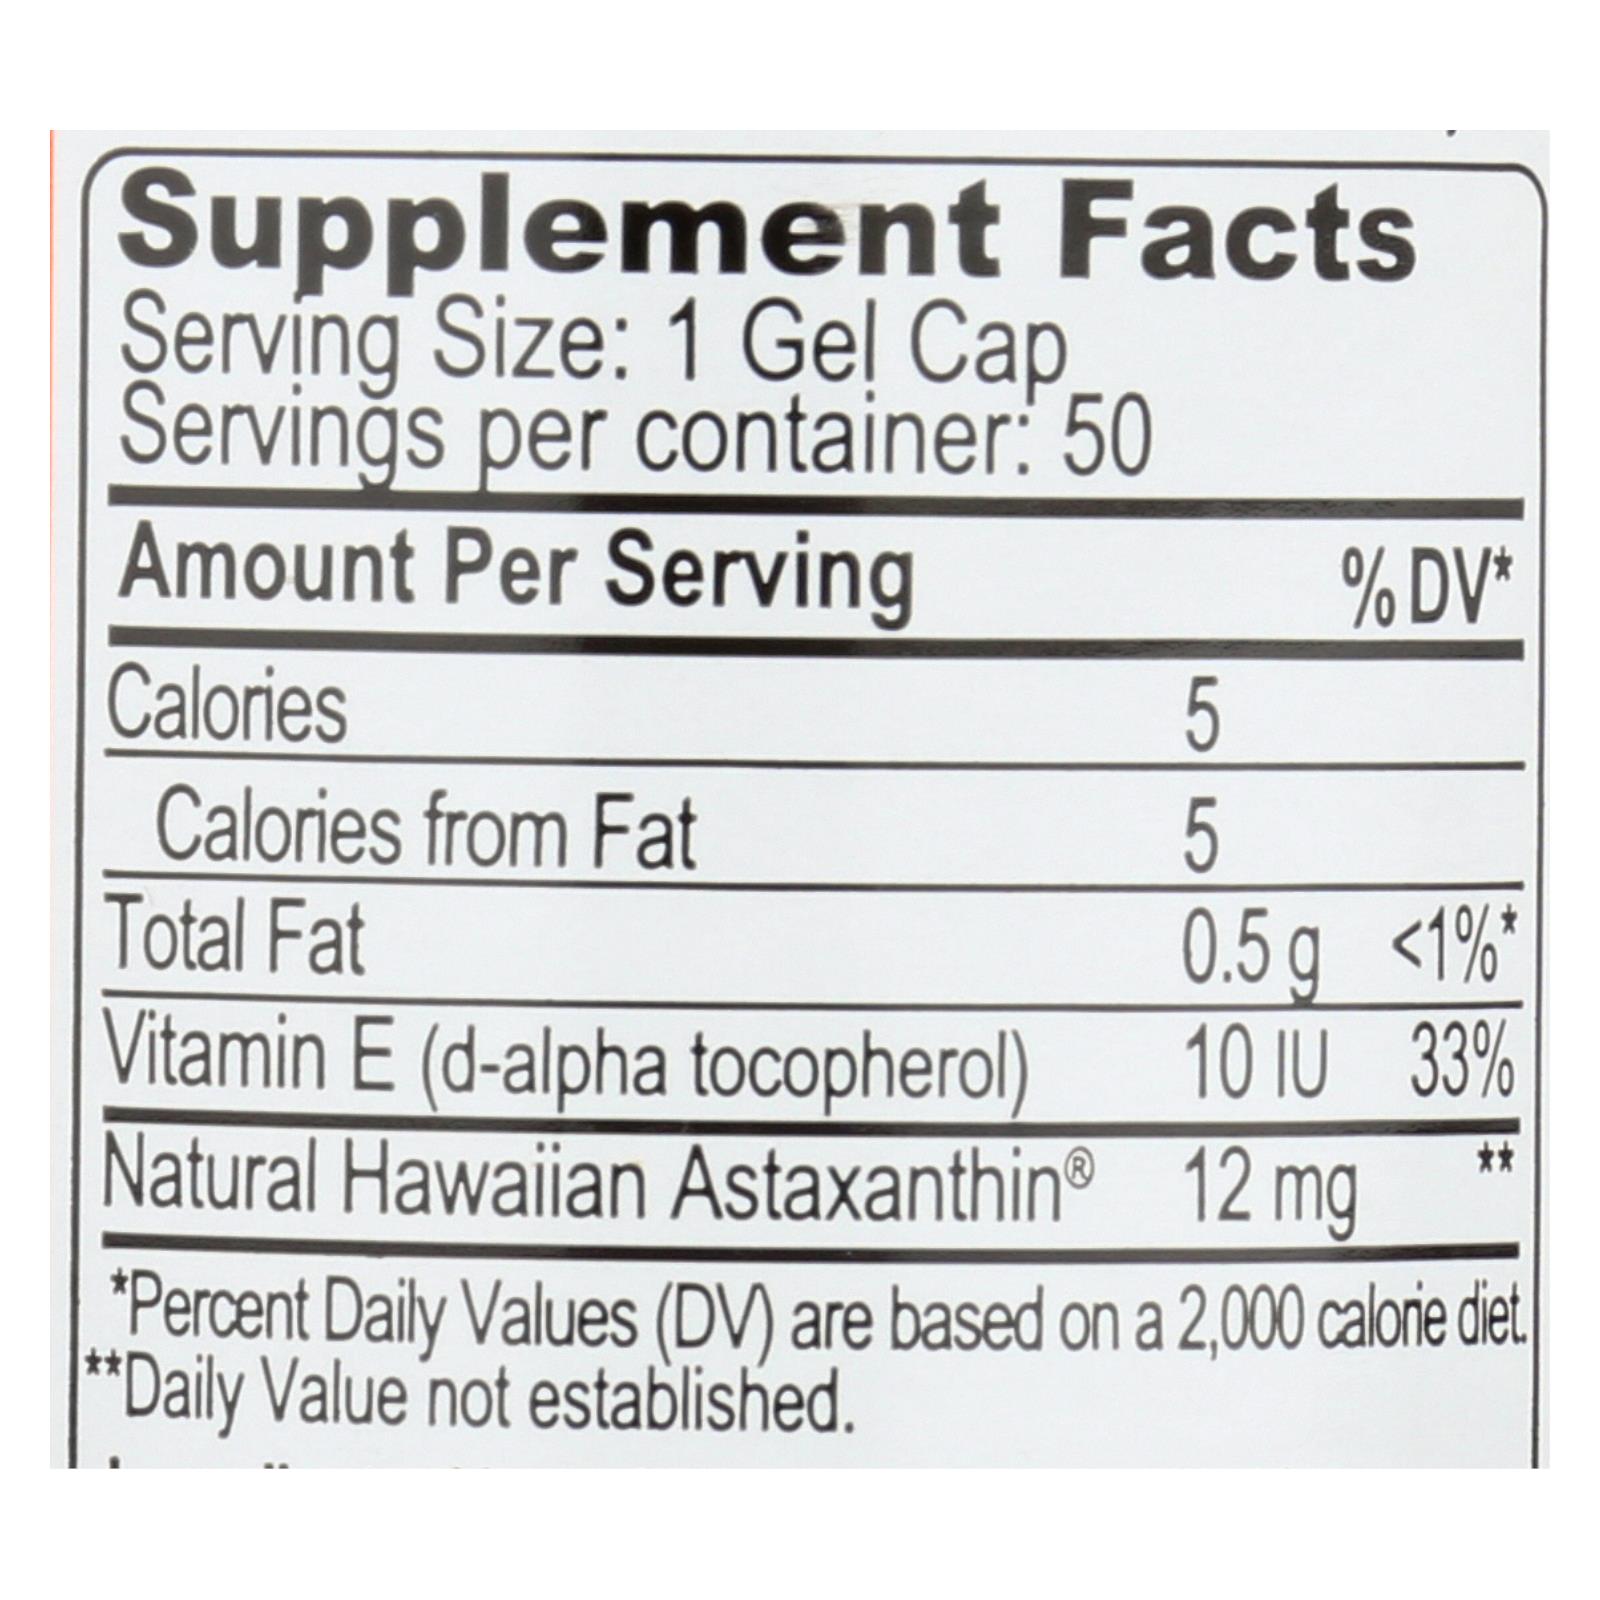 Supplement Facts
Serving Size: 1 Gel Cap
Servings per container: 50
Amount Per Serving % DV*
Calories 5
Calories from Fat 5
Total Fat 0.5 g <1%*
Vitamin E (d-alpha tocopherol) 10 IU 33%
Natural Hawaiian Astaxanthin® 12 mg **
*Percent Daily Values (DV) are based on a 2,000 calorie diet.
**Daily Value not established.